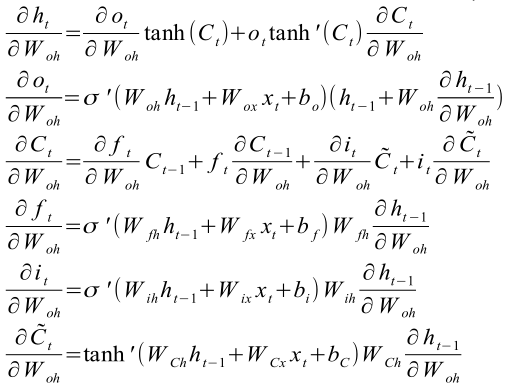 ∂h_t/∂W_oh = ∂o_t/∂W_oh tanh(C_t) + o_t tanh'(C_t) ∂C_t/∂W_oh
∂o_t/∂W_oh = σ'(W_oh h_{t-1} + W_ox x_t + b_o)(h_{t-1} + W_oh ∂h_{t-1}/∂W_oh)
∂C_t/∂W_oh = ∂f_t/∂W_oh C_{t-1} + f_t ∂C_{t-1}/∂W_oh + ∂i_t/∂W_oh C̃_t + i_t ∂C̃_t/∂W_oh
∂f_t/∂W_oh = σ'(W_fh h_{t-1} + W_fx x_t + b_f) W_fh ∂h_{t-1}/∂W_oh
∂i_t/∂W_oh = σ'(W_ih h_{t-1} + W_ix x_t + b_i) W_ih ∂h_{t-1}/∂W_oh
∂C̃_t/∂W_oh = tanh'(W_Ch h_{t-1} + W_Cx x_t + b_C) W_Ch ∂h_{t-1}/∂W_oh